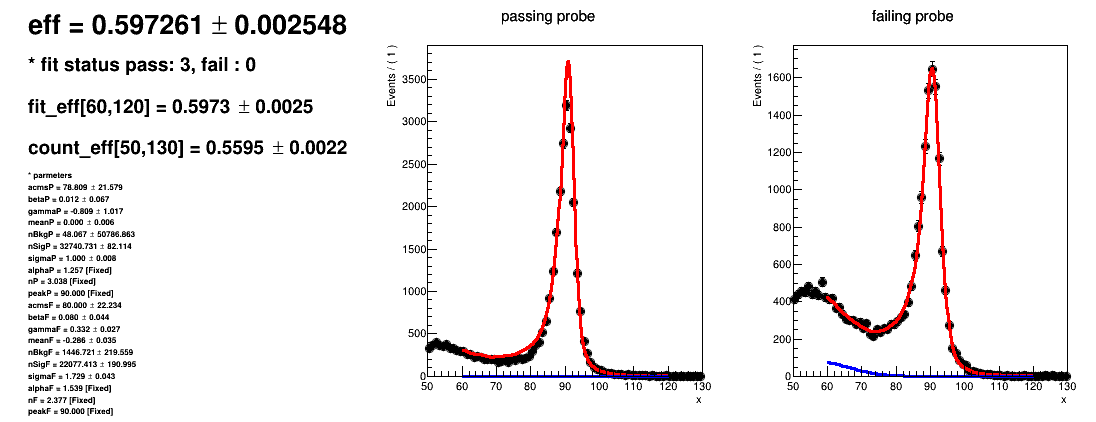 eff = 0.597261 ± 0.002548
* fit status pass: 3, fail : 0
fit_eff[60,120] = 0.5973 ± 0.0025
count_eff[50,130] = 0.5595 ± 0.0022
* parmeters
acmsP = 78.809 ± 21.579
betaP = 0.012 ± 0.067
gammaP = -0.809 ± 1.017
meanP = 0.000 ± 0.006
nBkgP = 48.067 ± 50786.863
nSigP = 32740.731 ± 82.114
sigmaP = 1.000 ± 0.008
alphaP = 1.257 [Fixed]
nP = 3.038 [Fixed]
peakP = 90.000 [Fixed]
acmsF = 80.000 ± 22.234
betaF = 0.080 ± 0.044
gammaF = 0.332 ± 0.027
meanF = -0.286 ± 0.035
nBkgF = 1446.721 ± 219.559
nSigF = 22077.413 ± 190.995
sigmaF = 1.729 ± 0.043
alphaF = 1.539 [Fixed]
nF = 2.377 [Fixed]
peakF = 90.000 [Fixed]
passing probe
Events / ( 1 )
3500
3000
2500
2000
1500
1000
500
0
50 60 70 80 90 100 110 120 130
x
failing probe
Events / ( 1 )
1600
1400
1200
1000
800
600
400
200
0
50 60 70 80 90 100 110 120 130
x